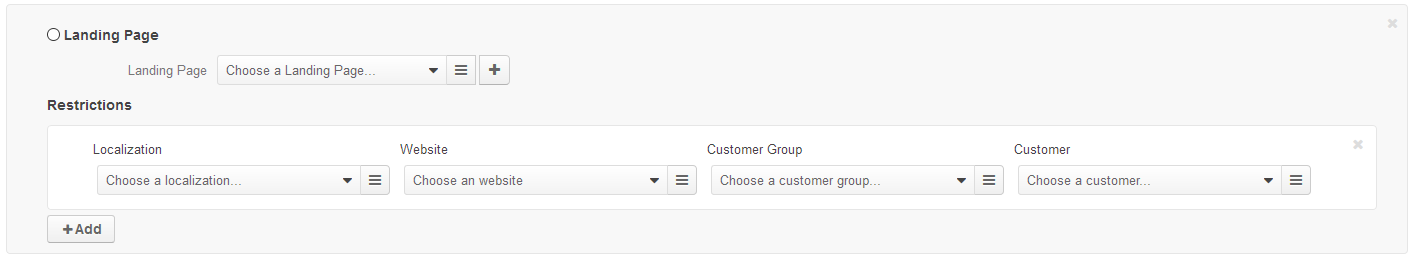 Landing Page
Landing Page Choose a Landing Page...
Restrictions
Localization Website Customer Group Customer
Choose a localization... Choose an website Choose a customer group... Choose a customer...
+Add